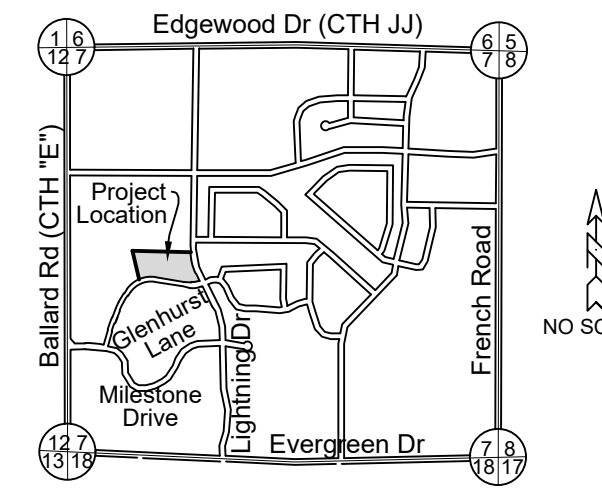 Edgewood Dr (CTH JJ)
1 6
12 7
6 5
7 8
Ballard Rd (CTH "E")
Project
Location
French Road
Glenhurst
Lane
Lightning Dr
Milestone
Drive
Evergreen Dr
12 7
13 18
7 8
18 17
NO